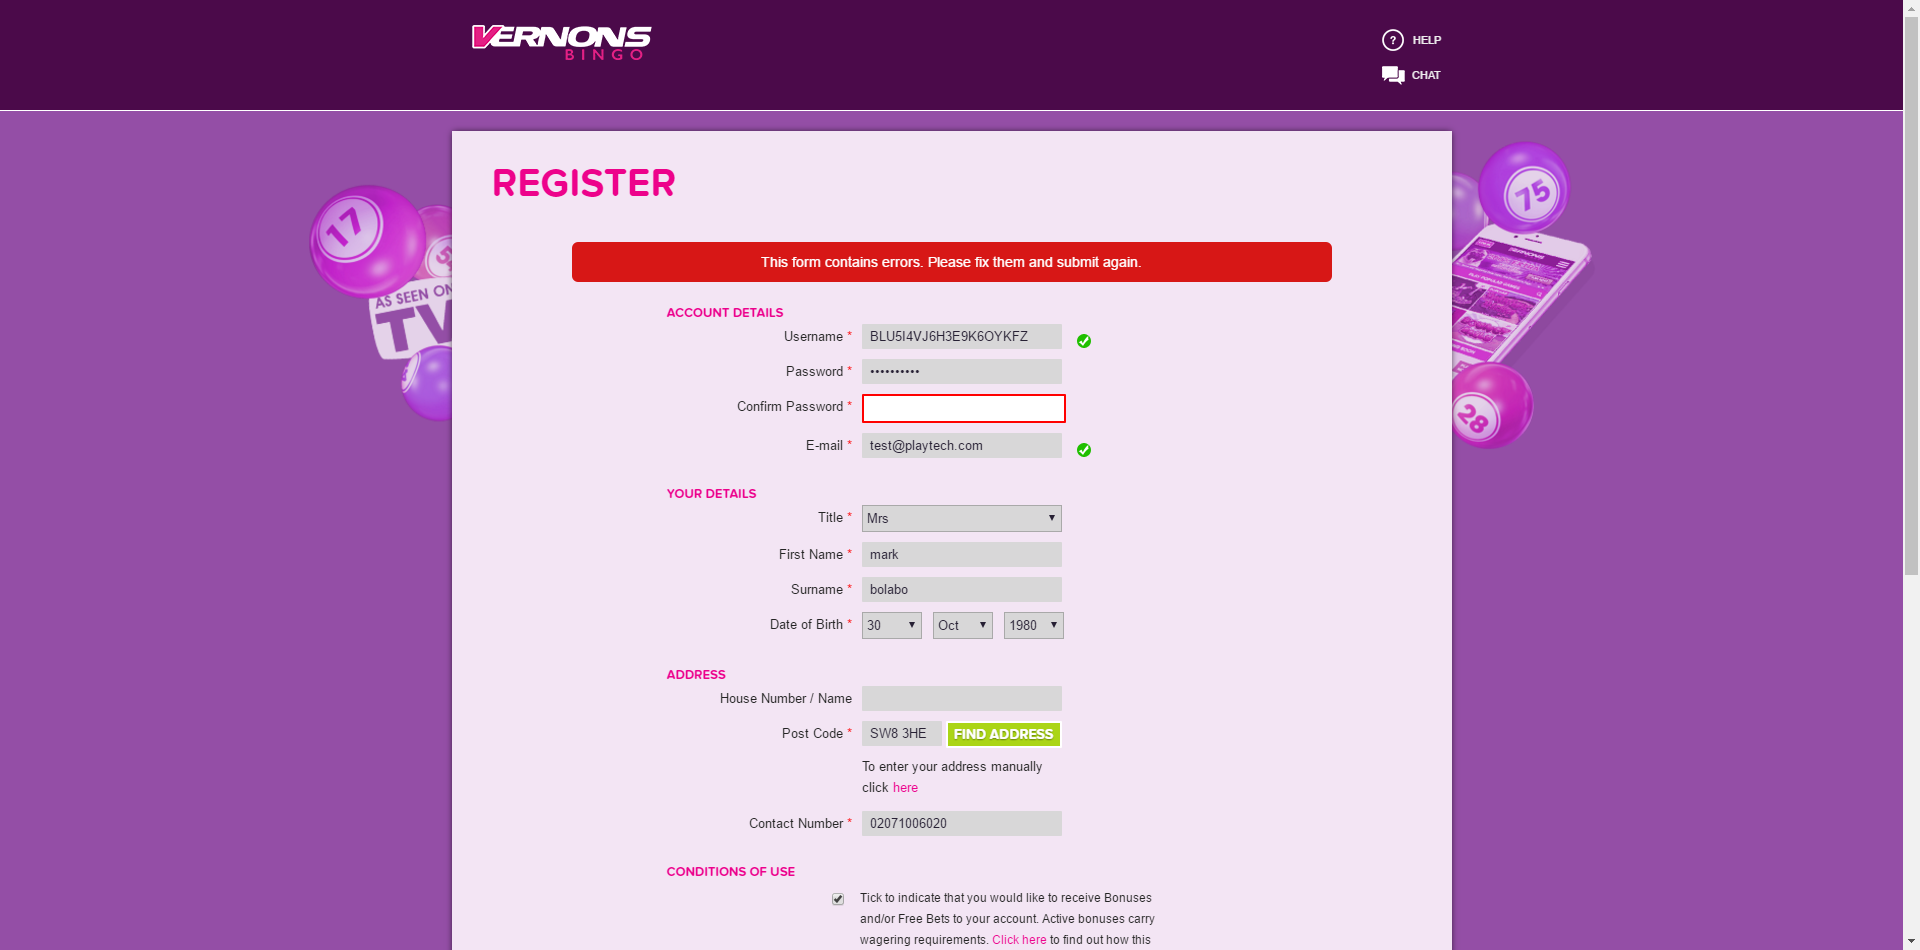 VERNONS
BINGO
? HELP
CHAT
REGISTER
17
AS SEEN ON
TV
75
28
This form contains errors. Please fix them and submit again.
ACCOUNT DETAILS
Username * BLU5I4VJ6H3E9K6OYKFZ
Password * ••••••••••
Confirm Password *
E-mail * test@playtech.com
YOUR DETAILS
Title * Mrs
First Name * mark
Surname * bolabo
Date of Birth * 30 Oct 1980
ADDRESS
House Number / Name
Post Code * SW8 3HE FIND ADDRESS
To enter your address manually
click here
Contact Number * 02071006020
CONDITIONS OF USE
Tick to indicate that you would like to receive Bonuses
and/or Free Bets to your account. Active bonuses carry
wagering requirements. Click here to find out how this